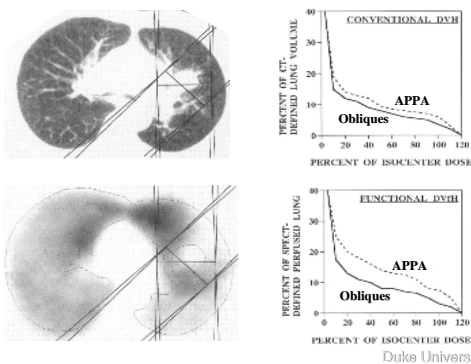 CONVENTIONAL DVH
PERCENT OF CT-
DEFINED LUNG VOLUME
40
30
20
10
0
APPA
Obliques
0 20 40 60 80 100 120
PERCENT OF ISOCENTER DOSE
FUNCTIONAL DVfH
PERCENT OF SPECT-
DEFINED PERFUSED LUNG
40
30
20
10
0
APPA
Obliques
0 20 40 60 80 100 120
PERCENT OF ISOCENTER DOSE
Duke Univers